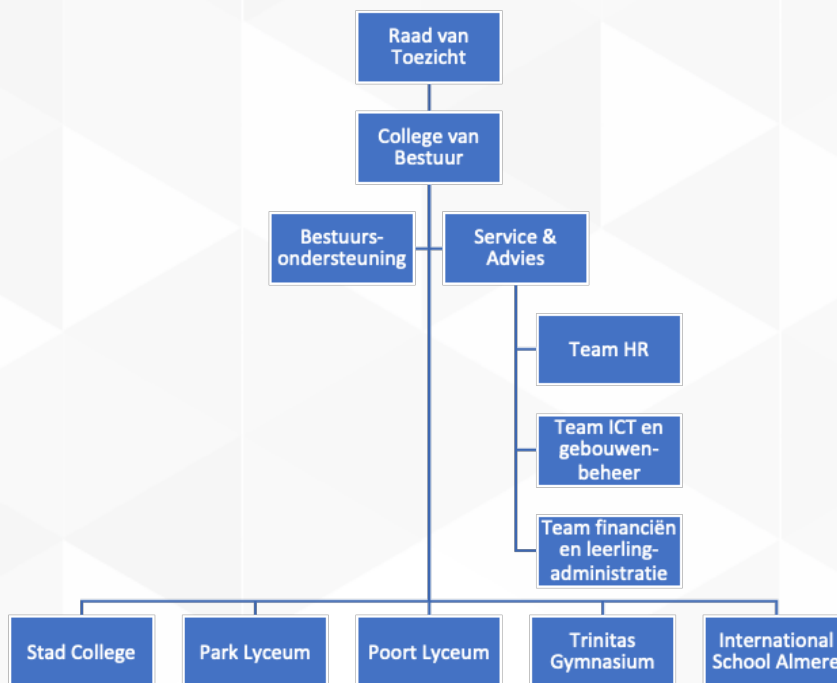 Raad van
Toezicht
College van
Bestuur
Bestuurs-
ondersteuning
Service &
Advies
Team HR
Team ICT en
gebouwen-
beheer
Team financiën
en leerling-
administratie
Stad College
Park Lyceum
Poort Lyceum
Trinitas
Gymnasium
International
School Almere